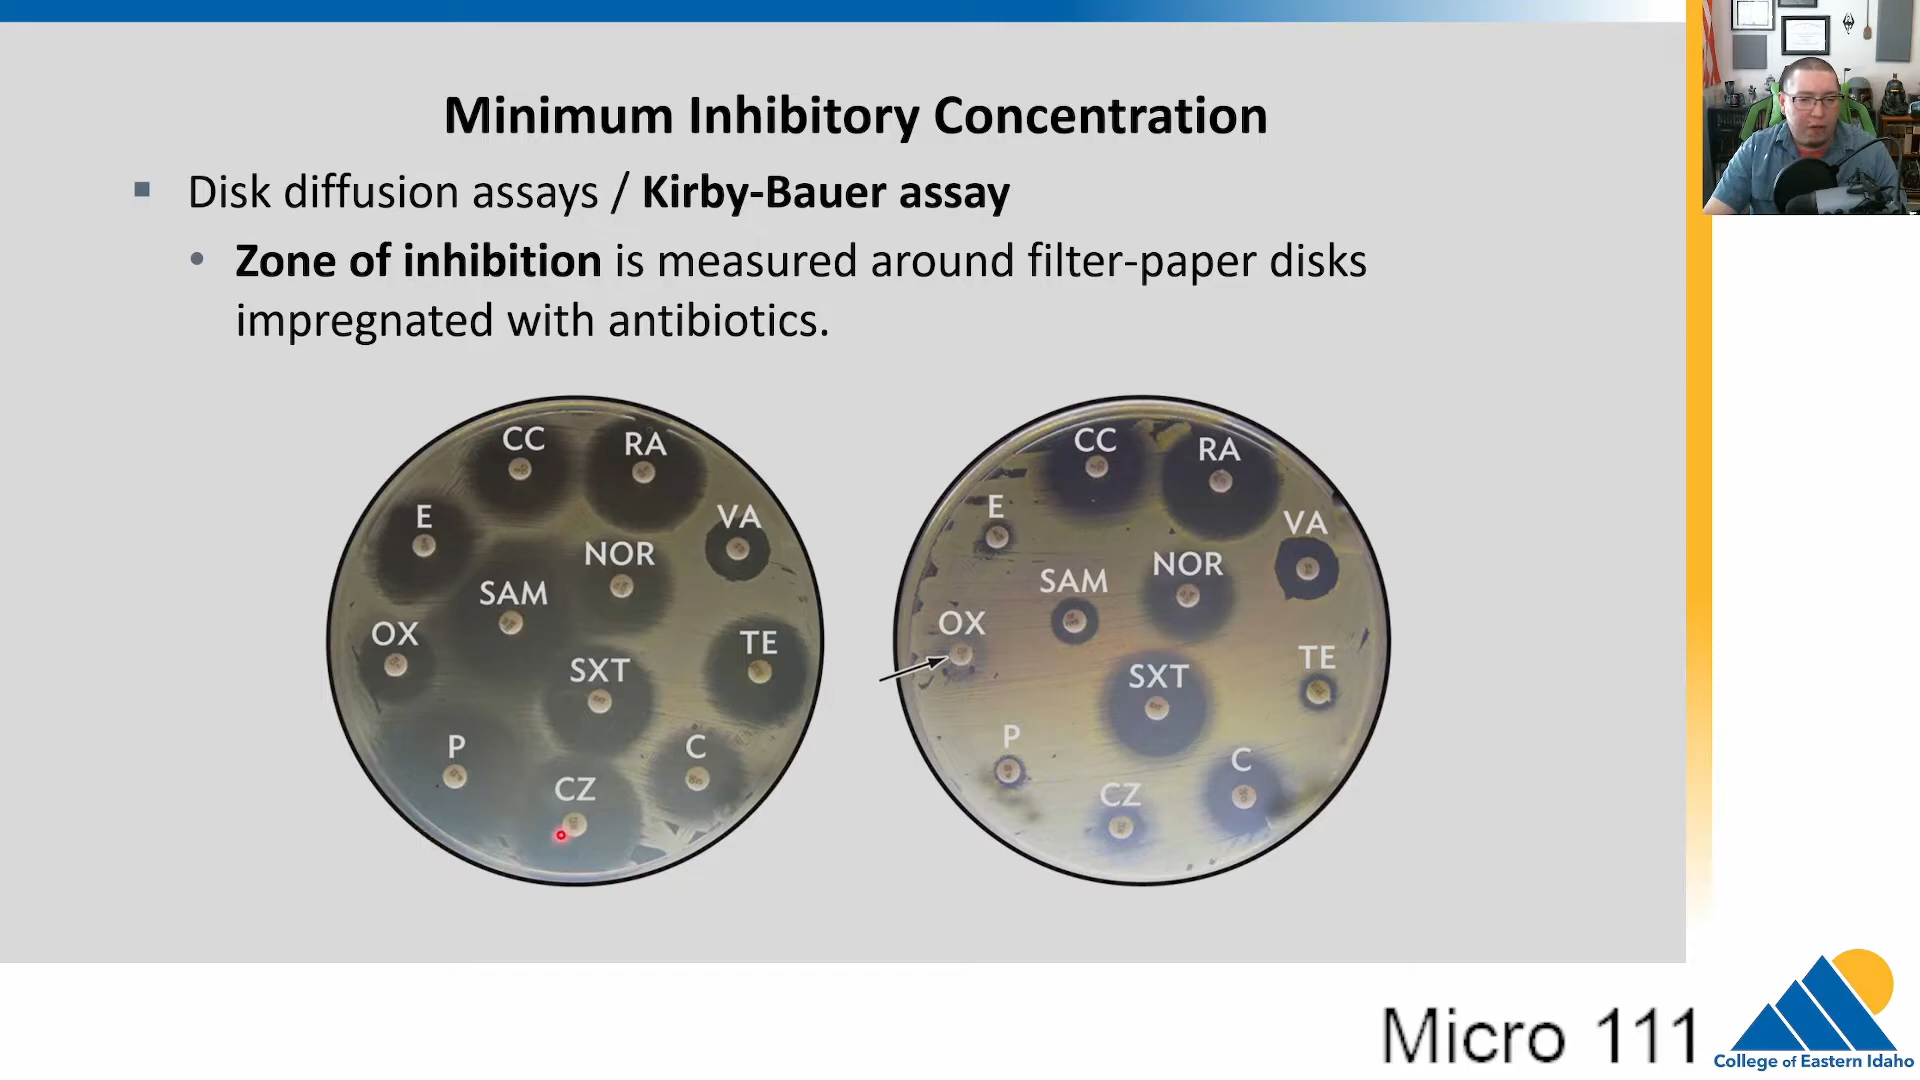 Minimum Inhibitory Concentration
Disk diffusion assays / Kirby-Bauer assay
Zone of inhibition is measured around filter-paper disks
impregnated with antibiotics.
CC
RA
E
VA
NOR
SAM
OX
TE
SXT
P
C
CZ
CC
RA
E
VA
NOR
SAM
OX
TE
SXT
P
C
CZ
Micro 111
College of Eastern Idaho